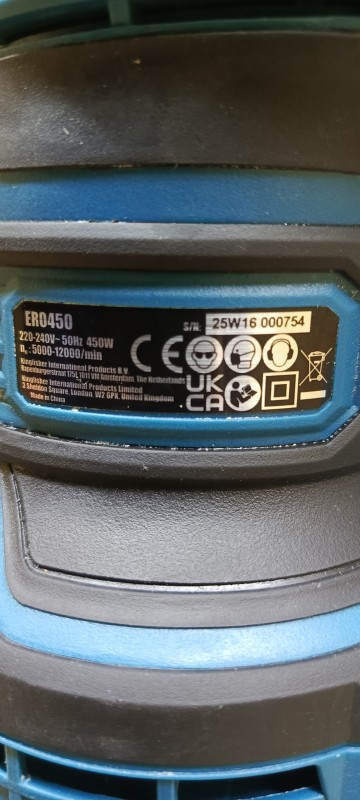 ERO450
S/N: 25W16 000754
220-240V~ 50Hz 450W
n₀: 5000-12000/min
Kingfisher International Products B.V.
Rapenburgerstraat 175E, 1011 VM Amsterdam, The Netherlands
Kingfisher International Products Limited
3 Sheldon Square, London, W2 6PX, United Kingdom
Made in China
CE
UK
CA